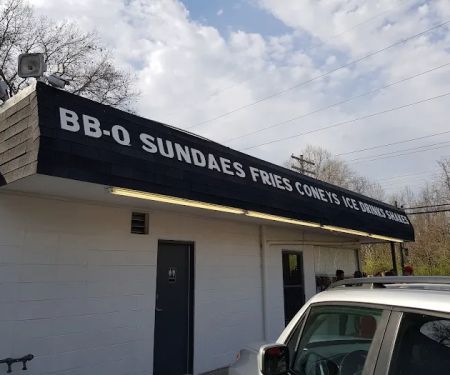 BB-Q SUNDAES FRIES CONEYS ICE DRINKS SHAKES